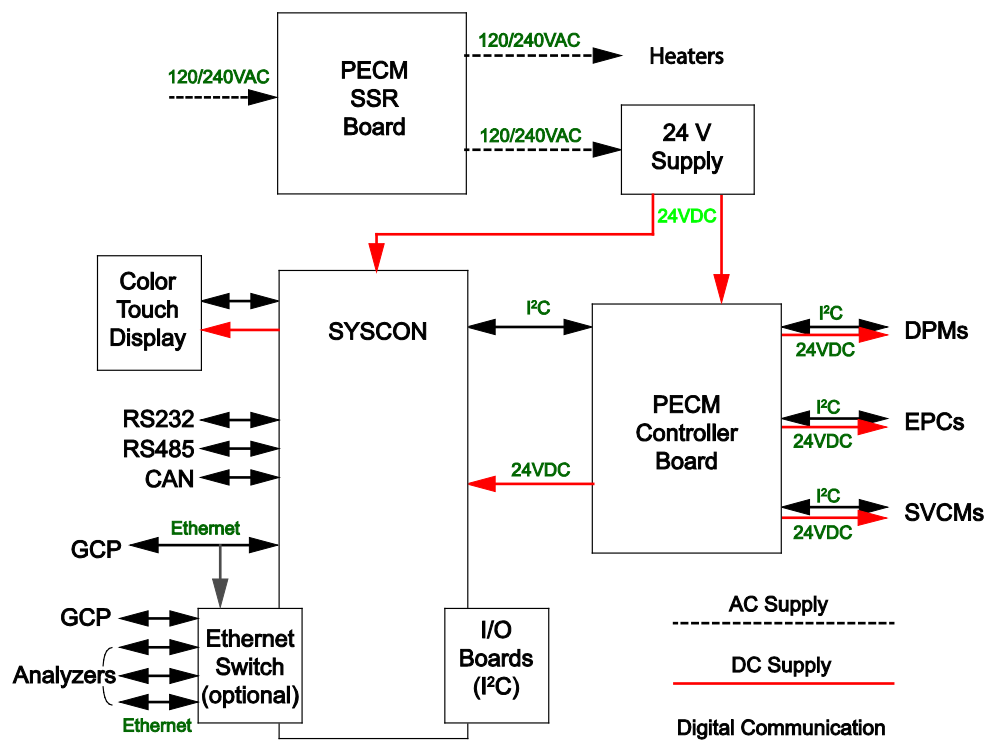 120/240VAC
PECM
SSR
Board
120/240VAC
Heaters
120/240VAC
24 V
Supply
24VDC
Color
Touch
Display
SYSCON
I²C
PECM
Controller
Board
I²C
24VDC
DPMs
I²C
24VDC
EPCs
I²C
24VDC
SVCMs
24VDC
RS232
RS485
CAN
Ethernet
GCP
GCP
Analyzers
Ethernet
Ethernet
Switch
(optional)
I/O
Boards
(I²C)
AC Supply
DC Supply
Digital Communication